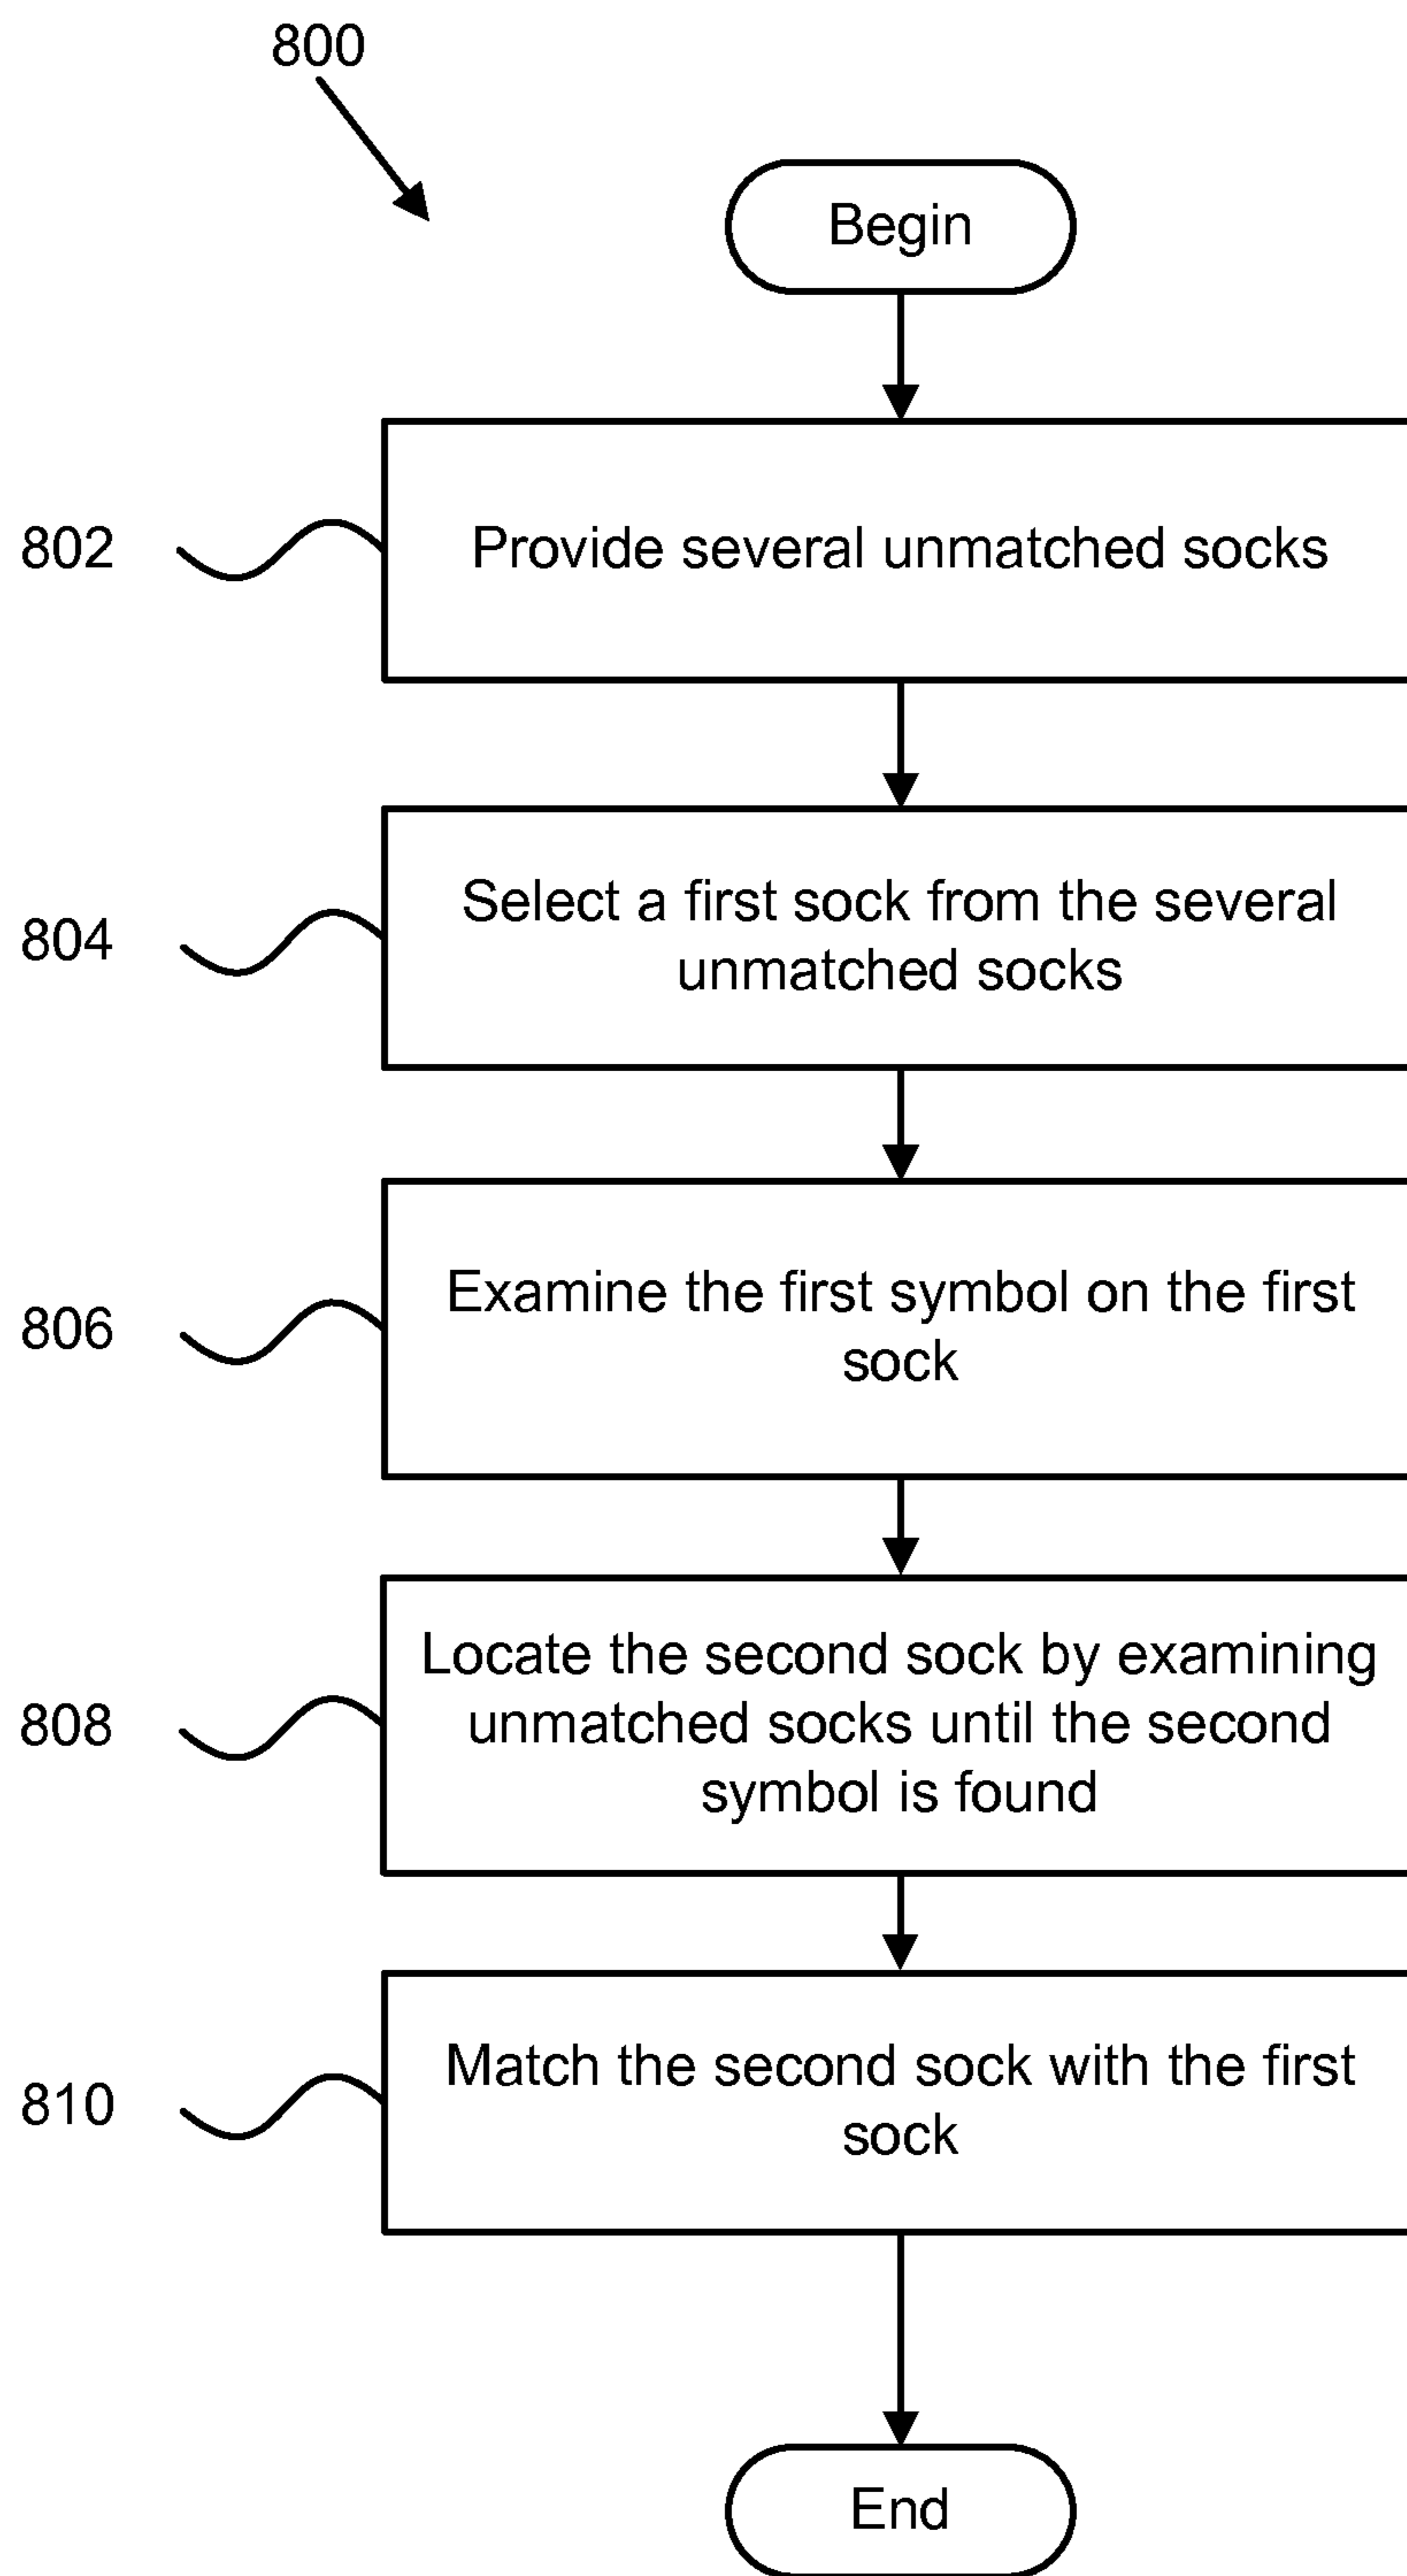 800
Begin
802
Provide several unmatched socks
804
Select a first sock from the several
unmatched socks
806
Examine the first symbol on the first
sock
808
Locate the second sock by examining
unmatched socks until the second
symbol is found
810
Match the second sock with the first
sock
End